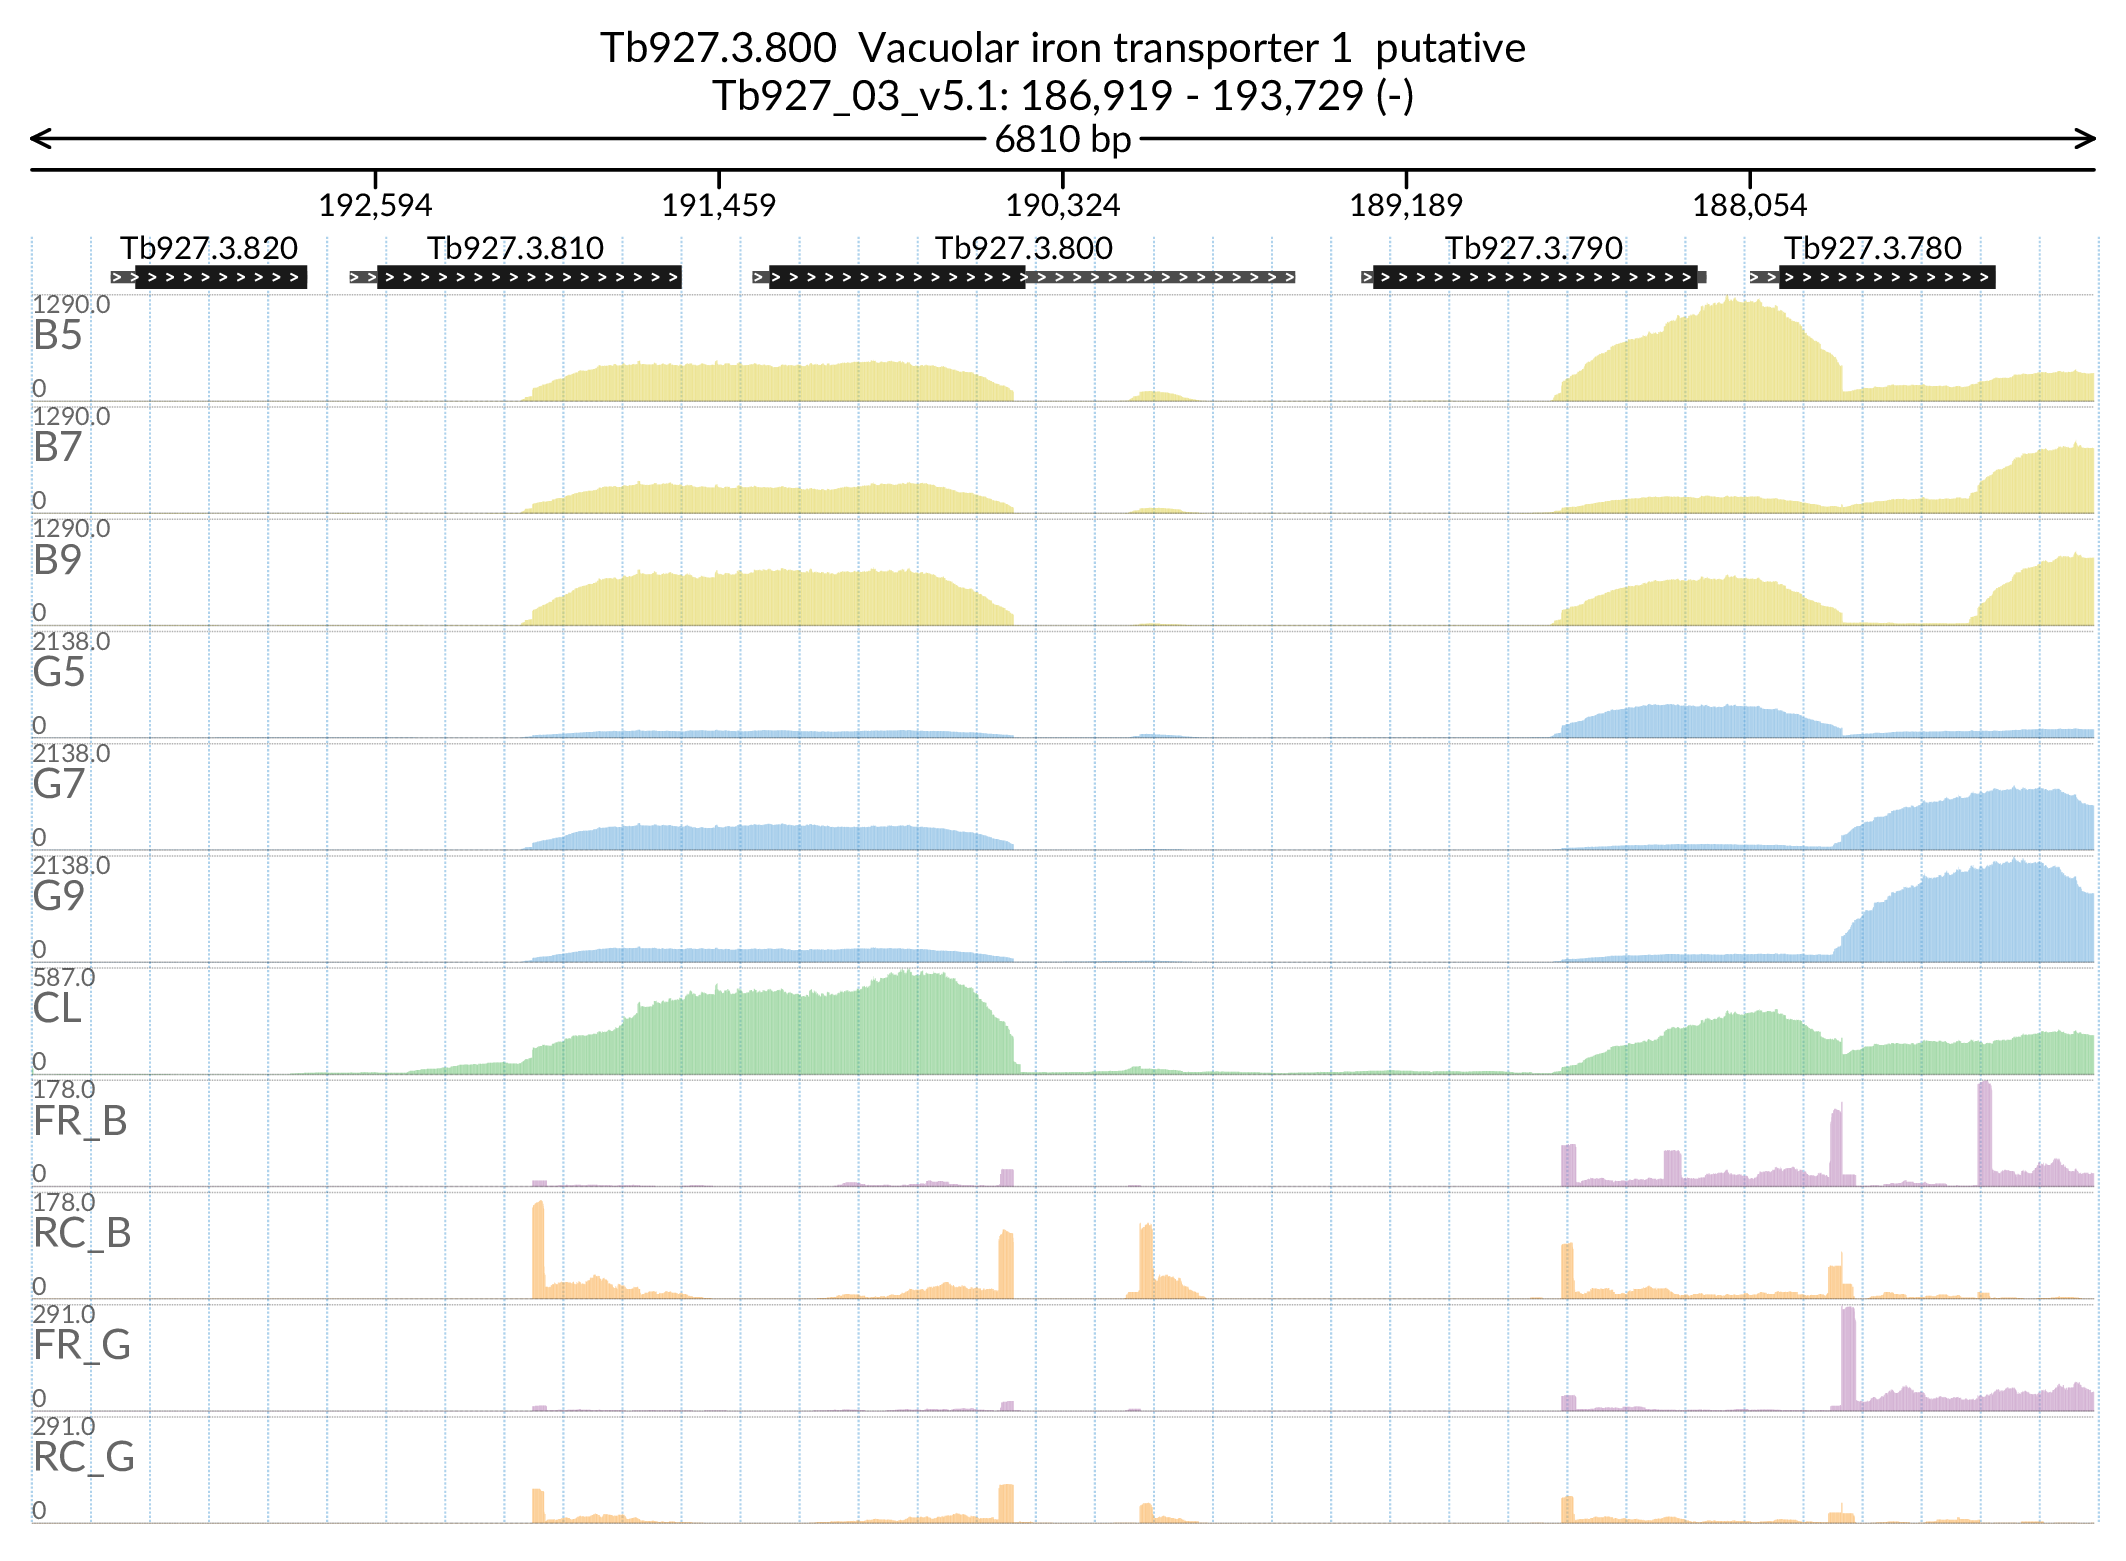 Tb927.3.800  Vacuolar iron transporter 1  putative
Tb927_03_v5.1: 186,919 - 193,729 (-)
6810 bp
192,594 191,459 190,324 189,189 188,054
Tb927.3.820 Tb927.3.810 Tb927.3.800 Tb927.3.790 Tb927.3.780
1290.0
B5
0
1290.0
B7
0
1290.0
B9
0
2138.0
G5
0
2138.0
G7
0
2138.0
G9
0
587.0
CL
0
178.0
FR_B
0
178.0
RC_B
0
291.0
FR_G
0
291.0
RC_G
0